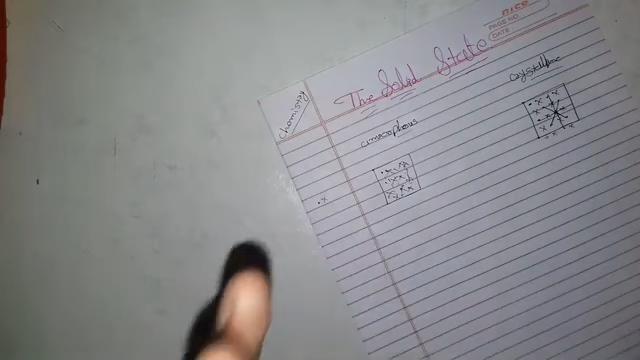 PAGE NO
DATE
Chemistry
The Solid State
crystalline
amorphous